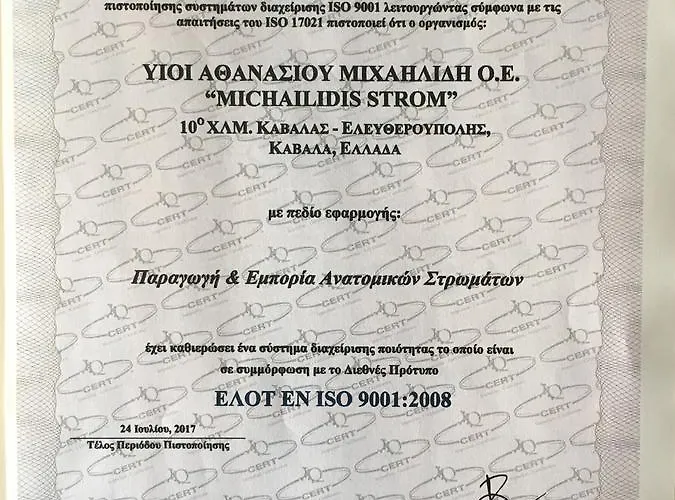 πιστοποίησης συστημάτων διαχείρισης ISO 9001 λειτουργώντας σύμφωνα με τις
απαιτήσεις του ISO 17021 πιστοποιεί ότι ο οργανισμός:
ΥΙΟΙ ΑΘΑΝΑΣΙΟΥ ΜΙΧΑΗΛΙΔΗ Ο.Ε.
“MICHAILIDIS STROM”
10ο ΧΛΜ. ΚΑΒΑΛΑΣ - ΕΛΕΥΘΕΡΟΥΠΟΛΗΣ,
ΚΑΒΑΛΑ, ΕΛΛΑΔΑ
με πεδίο εφαρμογής:
Παραγωγή & Εμπορία Ανατομικών Στρωμάτων
έχει καθιερώσει ένα σύστημα διαχείρισης ποιότητας το οποίο είναι
σε συμμόρφωση με το Διεθνές Πρότυπο
ΕΛΟΤ EN ISO 9001:2008
24 Ιουλίου, 2017
Τέλος Περιόδου Πιστοποίησης